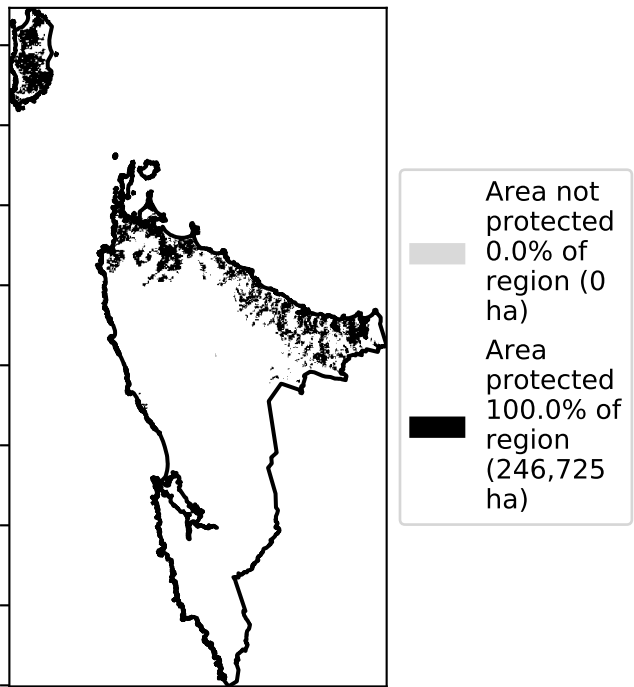 Area not
protected
0.0% of
region (0
ha)
Area
protected
100.0% of
region
(246,725
ha)